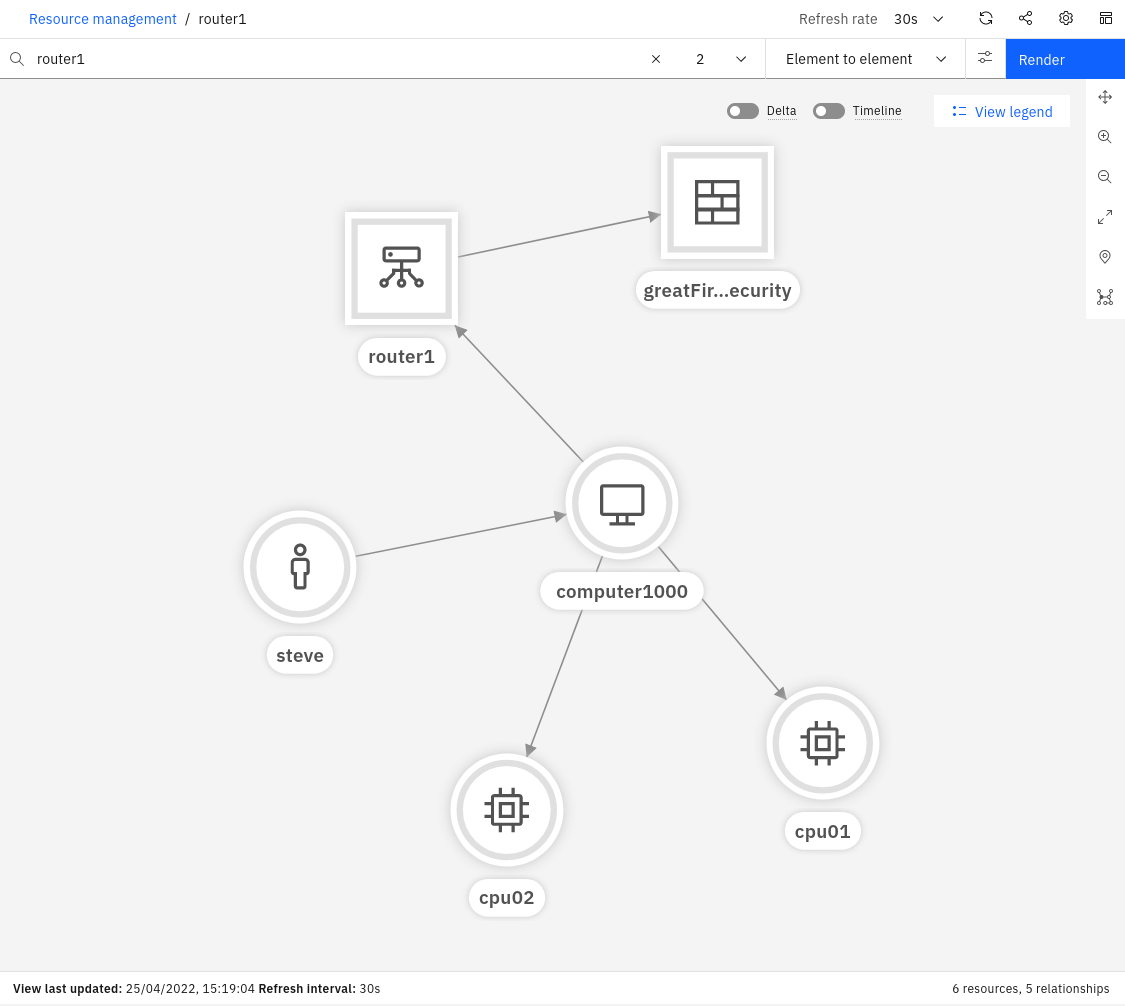 Resource management / router1
Refresh rate 30s
router1 2 Element to element Render
Delta Timeline View legend
greatFir...ecurity
router1
computer1000
steve
cpu01
cpu02
View last updated: 25/04/2022, 15:19:04 Refresh interval: 30s
6 resources, 5 relationships